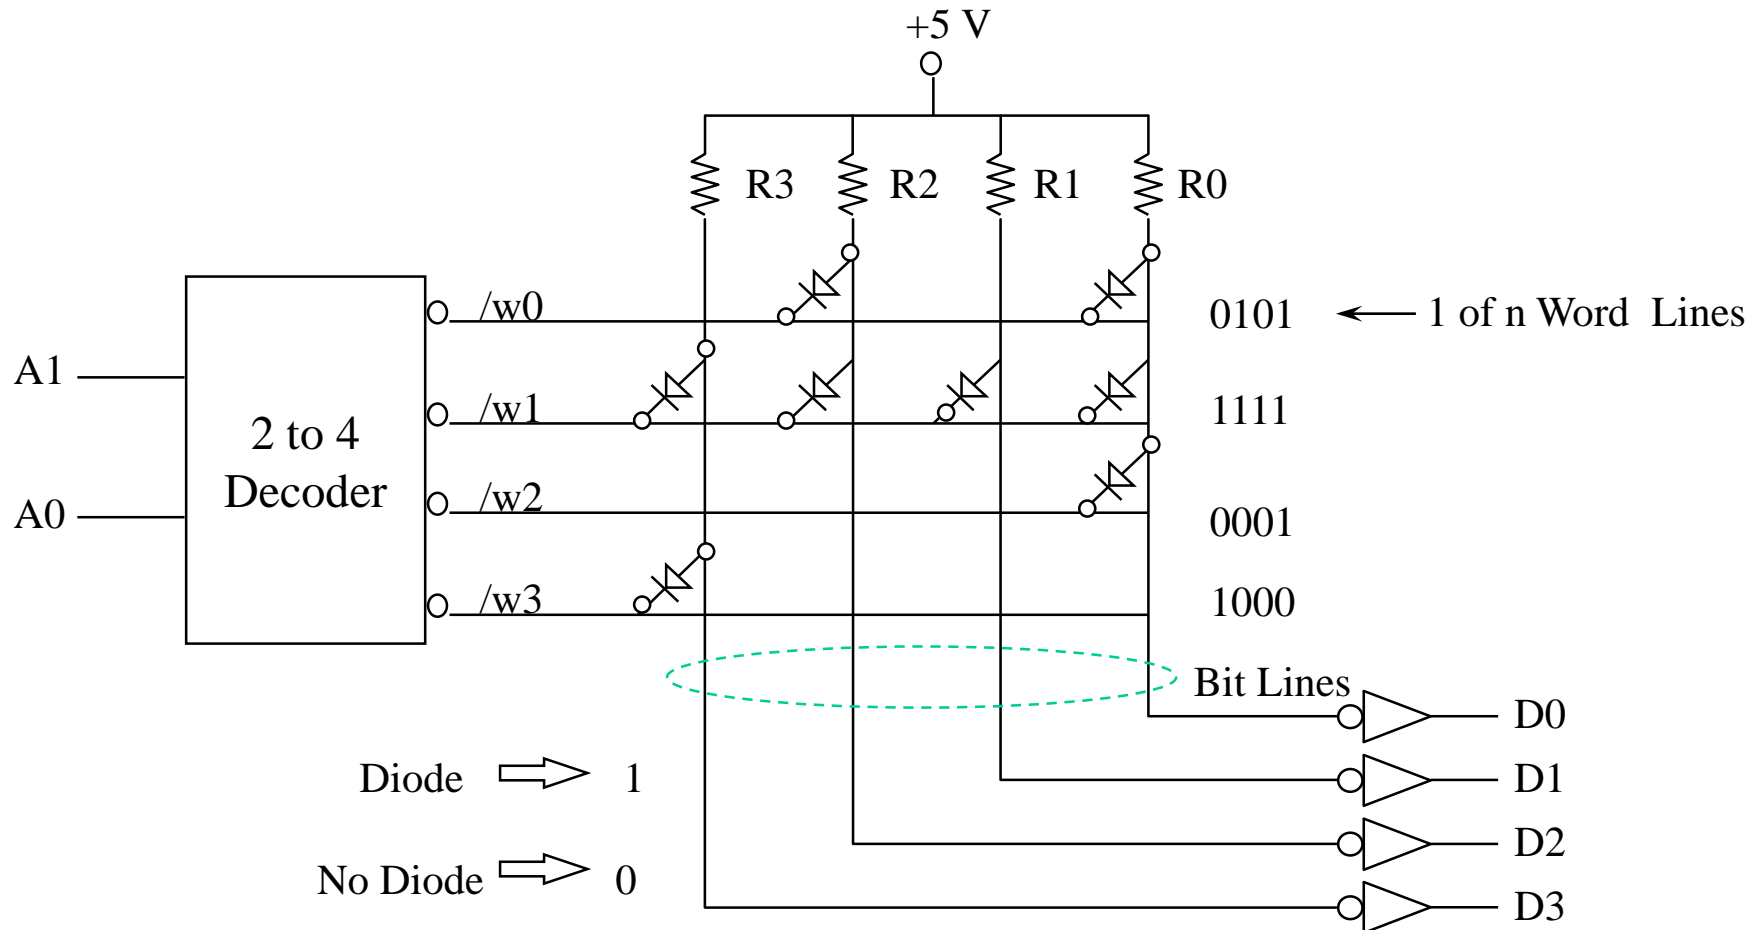 +5 V
R3 R2 R1 R0
/w0 0101 1 of n Word Lines
A1
/w1 1111
2 to 4
Decoder
A0 /w2 0001
/w3 1000
Bit Lines
D0
Diode 1 D1
D2
No Diode 0
D3